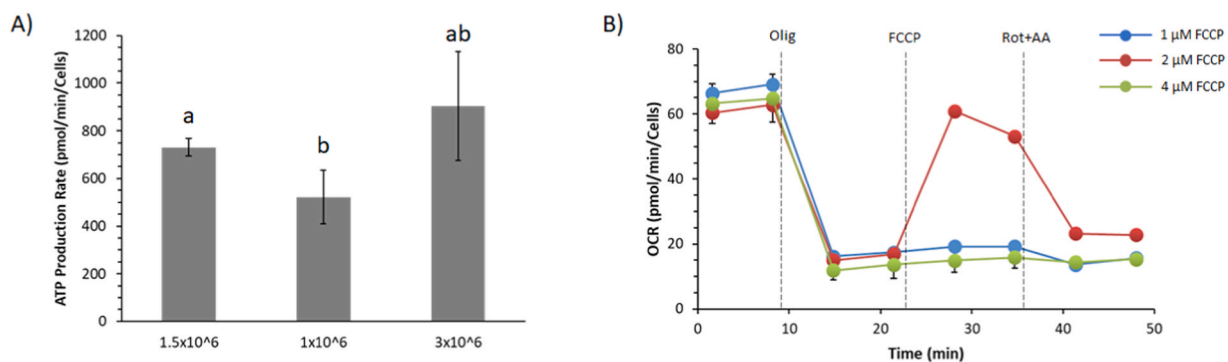 A)
ATP Production Rate (pmol/min/Cells)
1200
1000
800
600
400
200
0
a
b
ab
1.5x10^6
1x10^6
3x10^6
B)
OCR (pmol/min/Cells)
80
60
40
20
0
Olig
FCCP
Rot+AA
1 µM FCCP
2 µM FCCP
4 µM FCCP
0
10
20
30
40
50
Time (min)